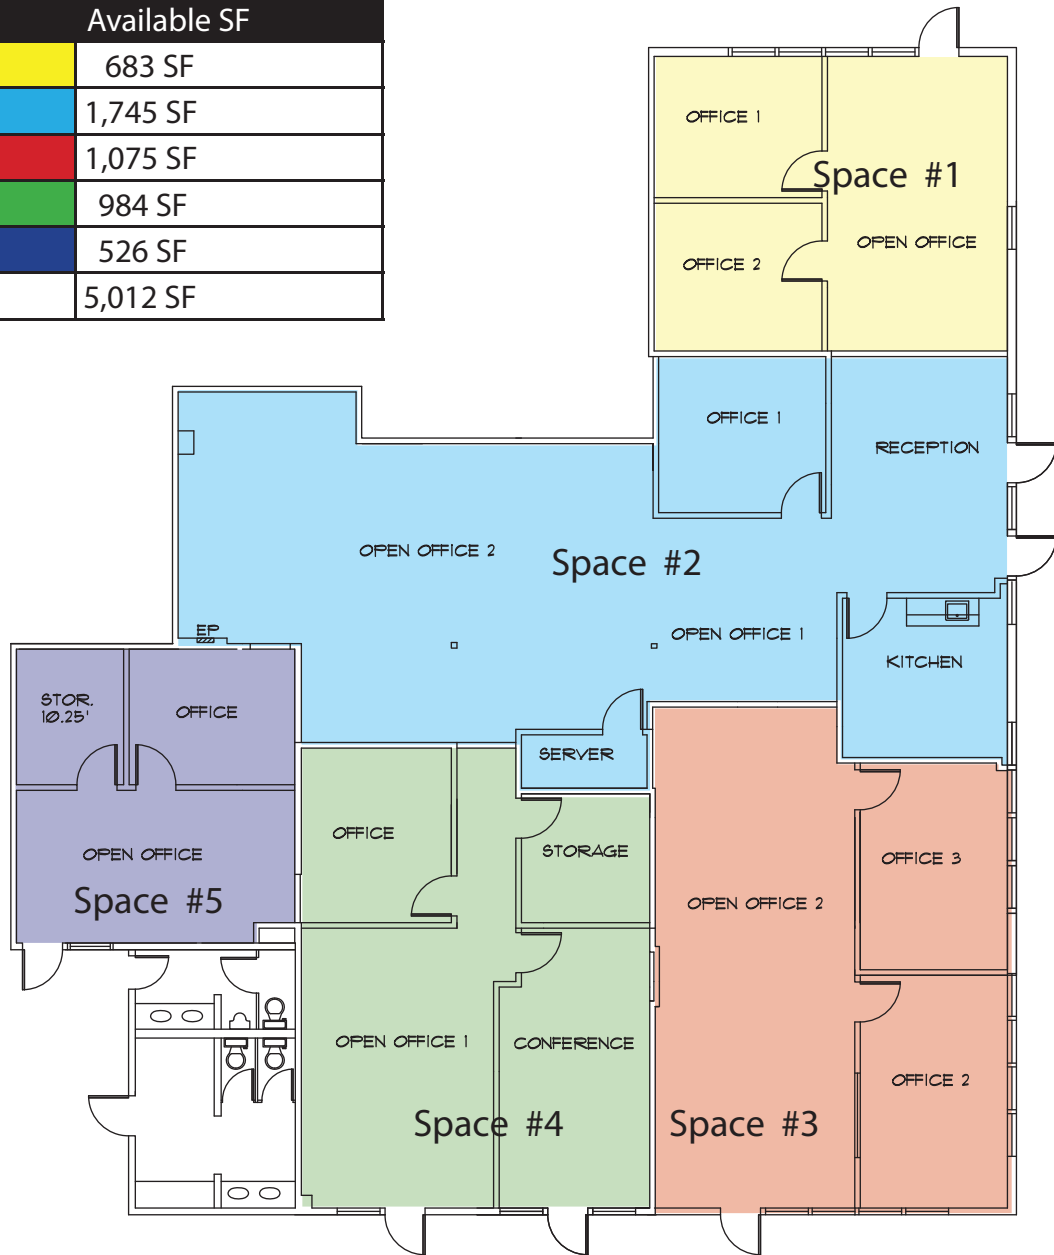 Available SF
683 SF
1,745 SF
1,075 SF
984 SF
526 SF
5,012 SF
OFFICE 1
Space #1
OPEN OFFICE
OFFICE 2
OFFICE 1
RECEPTION
OPEN OFFICE 2
Space #2
EP
OPEN OFFICE 1
KITCHEN
STOR.
10.25'
OFFICE
SERVER
OFFICE
STORAGE
OPEN OFFICE
OFFICE 3
Space #5
OPEN OFFICE 2
OPEN OFFICE 1
CONFERENCE
OFFICE 2
Space #4
Space #3